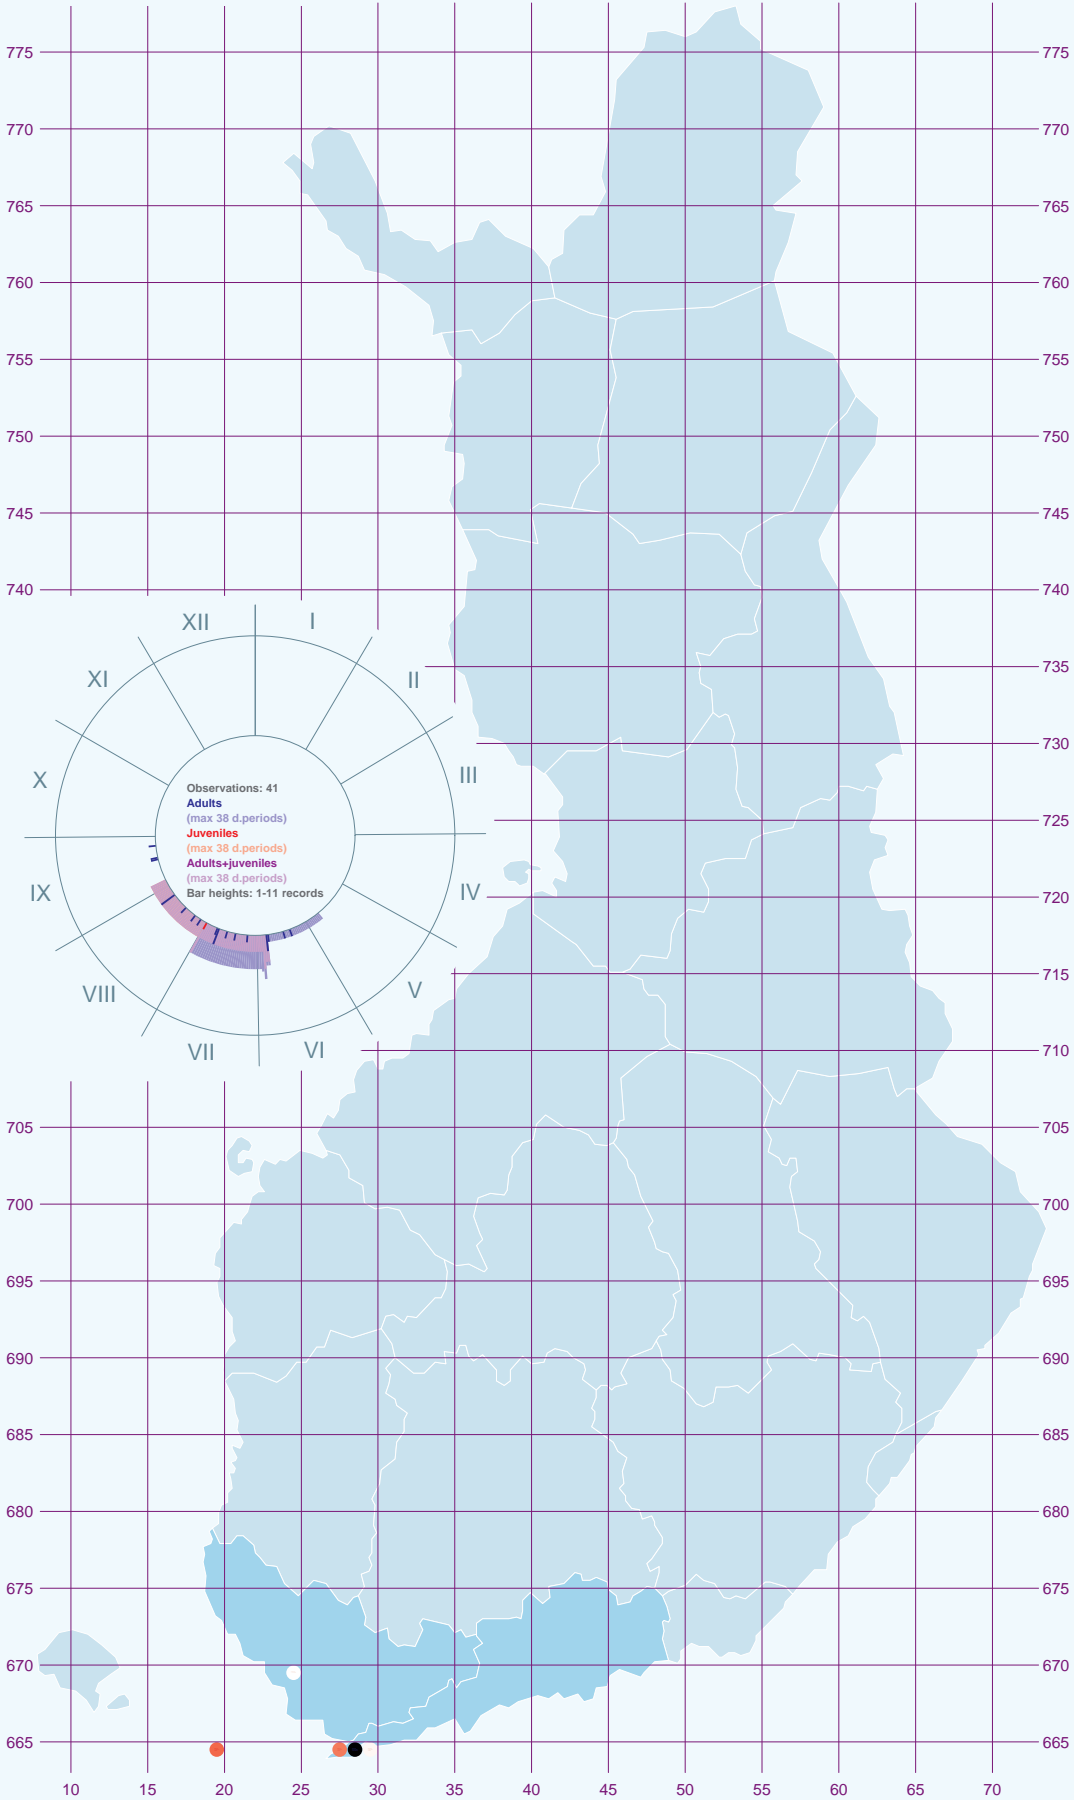 775 775
770 770
765 765
760 760
755 755
750 750
745 745
740 740
XII I
735
XI II
730
X III
Observations: 41
Adults
(max 38 d.periods)
725
Juveniles
(max 38 d.periods)
Adults+juveniles
(max 38 d.periods)
Bar heights: 1-11 records
IX IV
720
715
VIII V
VII VI
710
705 705
700 700
695 695
690 690
685 685
680 680
675 675
670 670
665 665
10 15 20 25 30 35 40 45 50 55 60 65 70